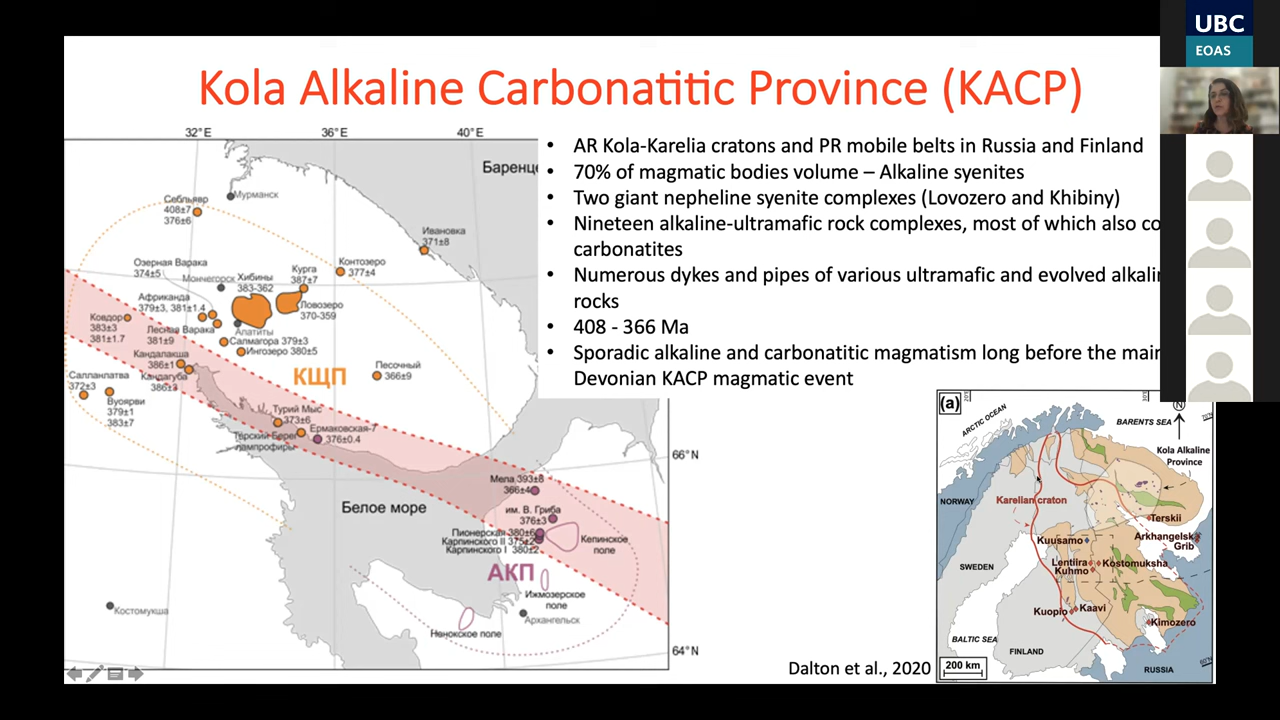 UBC
EOAS
Kola Alkaline Carbonatitic Province (KACP)
• AR Kola-Karelia cratons and PR mobile belts in Russia and Finland
• 70% of magmatic bodies volume – Alkaline syenites
• Two giant nepheline syenite complexes (Lovozero and Khibiny)
• Nineteen alkaline-ultramafic rock complexes, most of which also co
carbonatites
• Numerous dykes and pipes of various ultramafic and evolved alkalin
rocks
• 408 - 366 Ma
• Sporadic alkaline and carbonatitic magmatism long before the main
Devonian KACP magmatic event
32°E
36°E
40°E
Баренце
Мурманск
Себльявр
408±7
376±6
Ивановка
371±8
Контозеро
377±4
Озерная Варака
374±5
Мончегорск
Хибины
383-362
Курга
387±7
Ловозеро
370-359
Африканда
379±3, 381±1.4
Ковдор
383±3
381±1.7
Лесная Варака
381±9
Апатиты
Салмагора 379±3
Ингозеро 380±5
Кандалакша
386±1
Кандагуба
386±3
КЩП
Песочный
366±9
Салланлатва
372±3
Вуоярви
379±1
383±7
Турий Мыс
373±6
Терский Берег
лампрофиры
Ермаковская-7
376±0.4
66°N
Мела 393±8
366±4
Белое море
им. В. Гриба
376±3
Пионерская 380±6
Карпинского II 375±2
Карпинского I 380±2
Кепинское
поле
АКП
Ижмозерское
поле
Костомукша
Архангельск
Ненокское поле
64°N
Dalton et al., 2020
(a)
20°E
N
ARCTIC OCEAN
BARENTS SEA
Kola Alkaline
Province
NORWAY
Karelian craton
Terskii
Arkhangelsk
Grib
Kuusamo
SWEDEN
Lentiira
Kuhmo
Kostomuksha
Kuopio
Kaavi
Kimozero
BALTIC SEA
FINLAND
200 km
RUSSIA